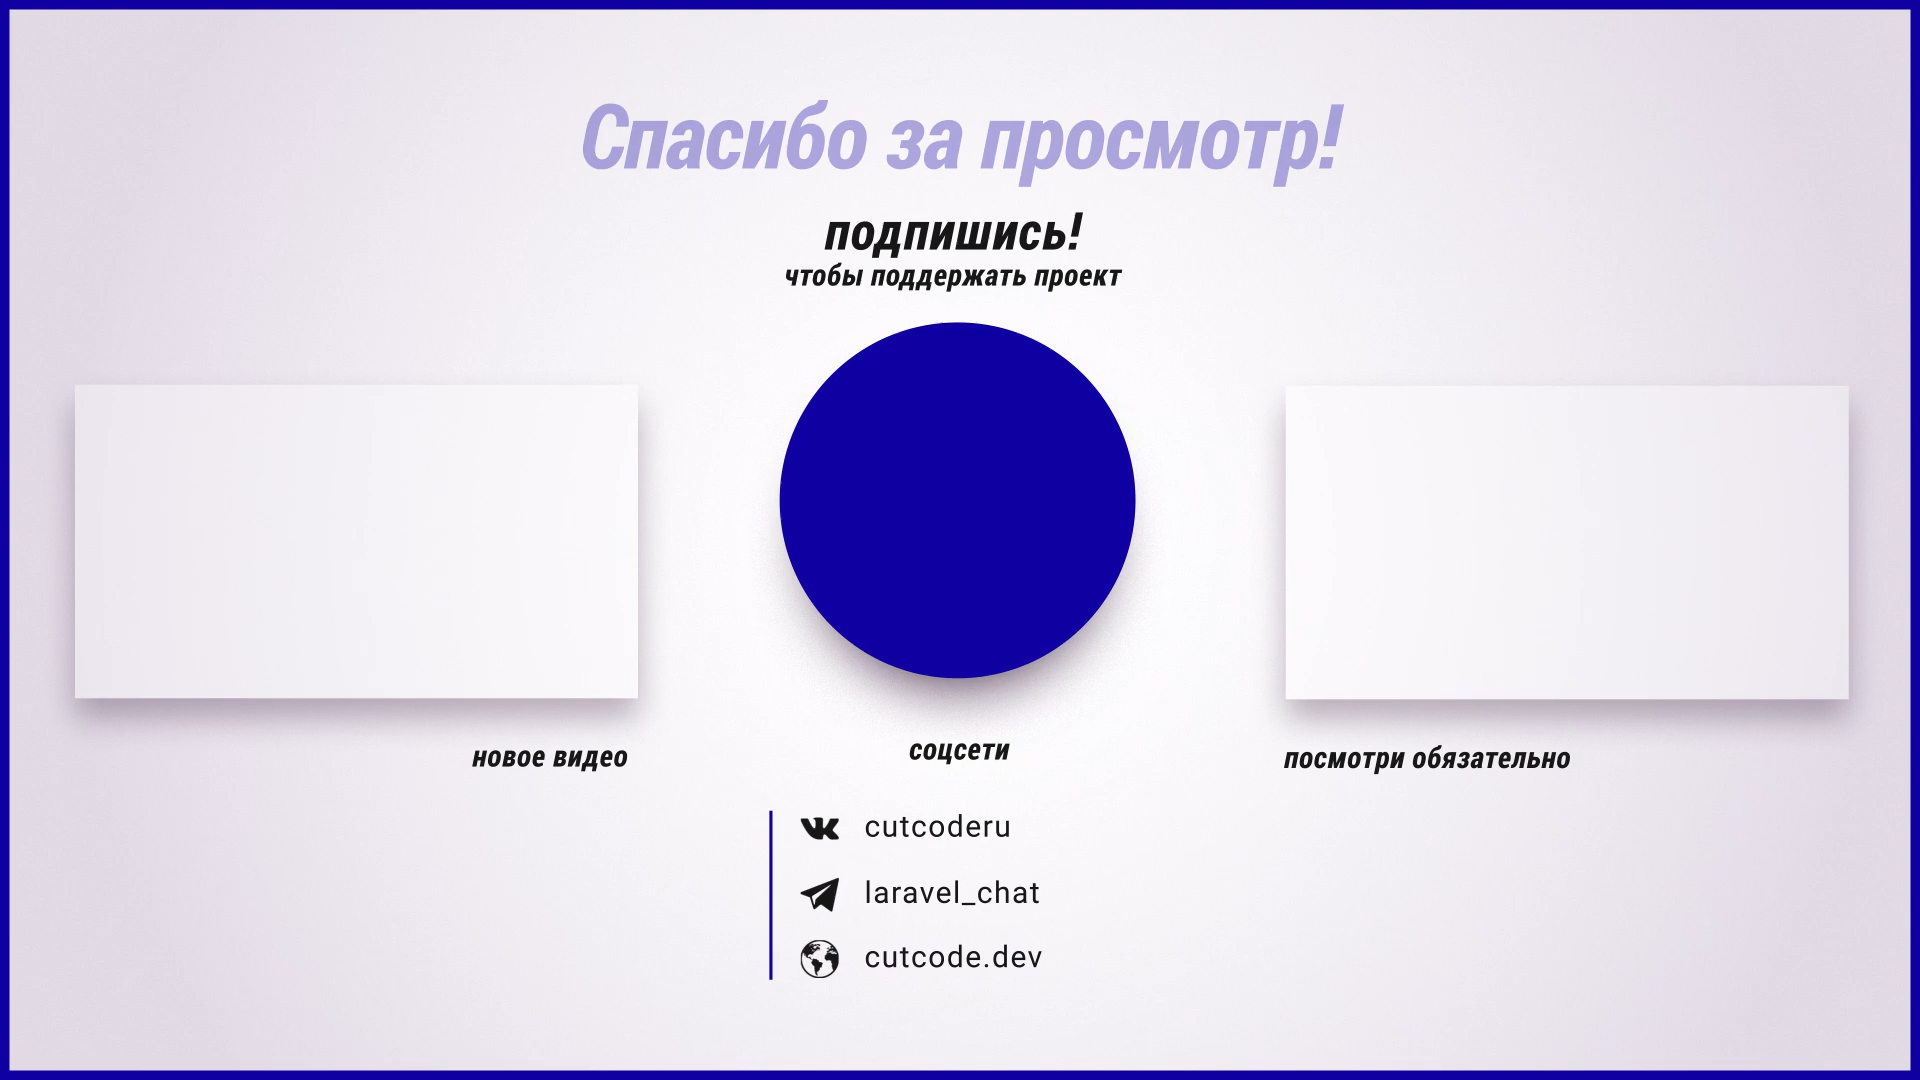 Спасибо за просмотр!
подпишись!
чтобы поддержать проект
новое видео
соцсети
посмотри обязательно
cutcoderu
laravel_chat
cutcode.dev